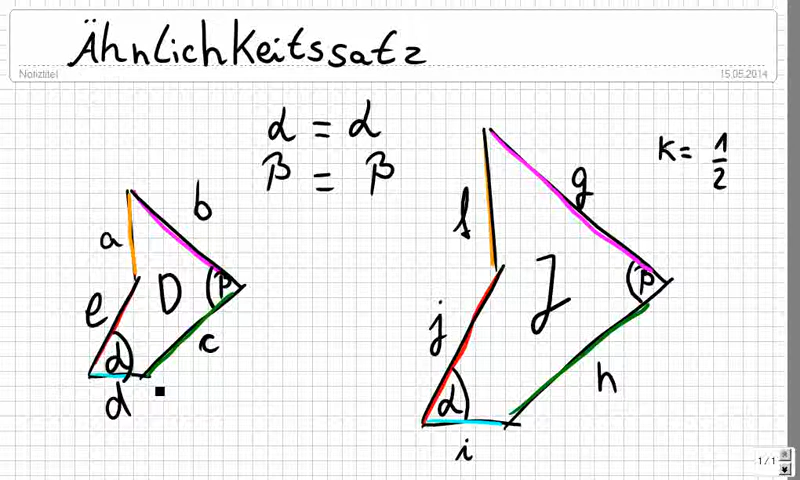 Ähnlichkeitssatz
Notiztitel
15.05.2014
α = α
β = β
K = 1/2
b
a
D
β
e
c
α
d
g
f
J
β
j
h
α
i
1/1